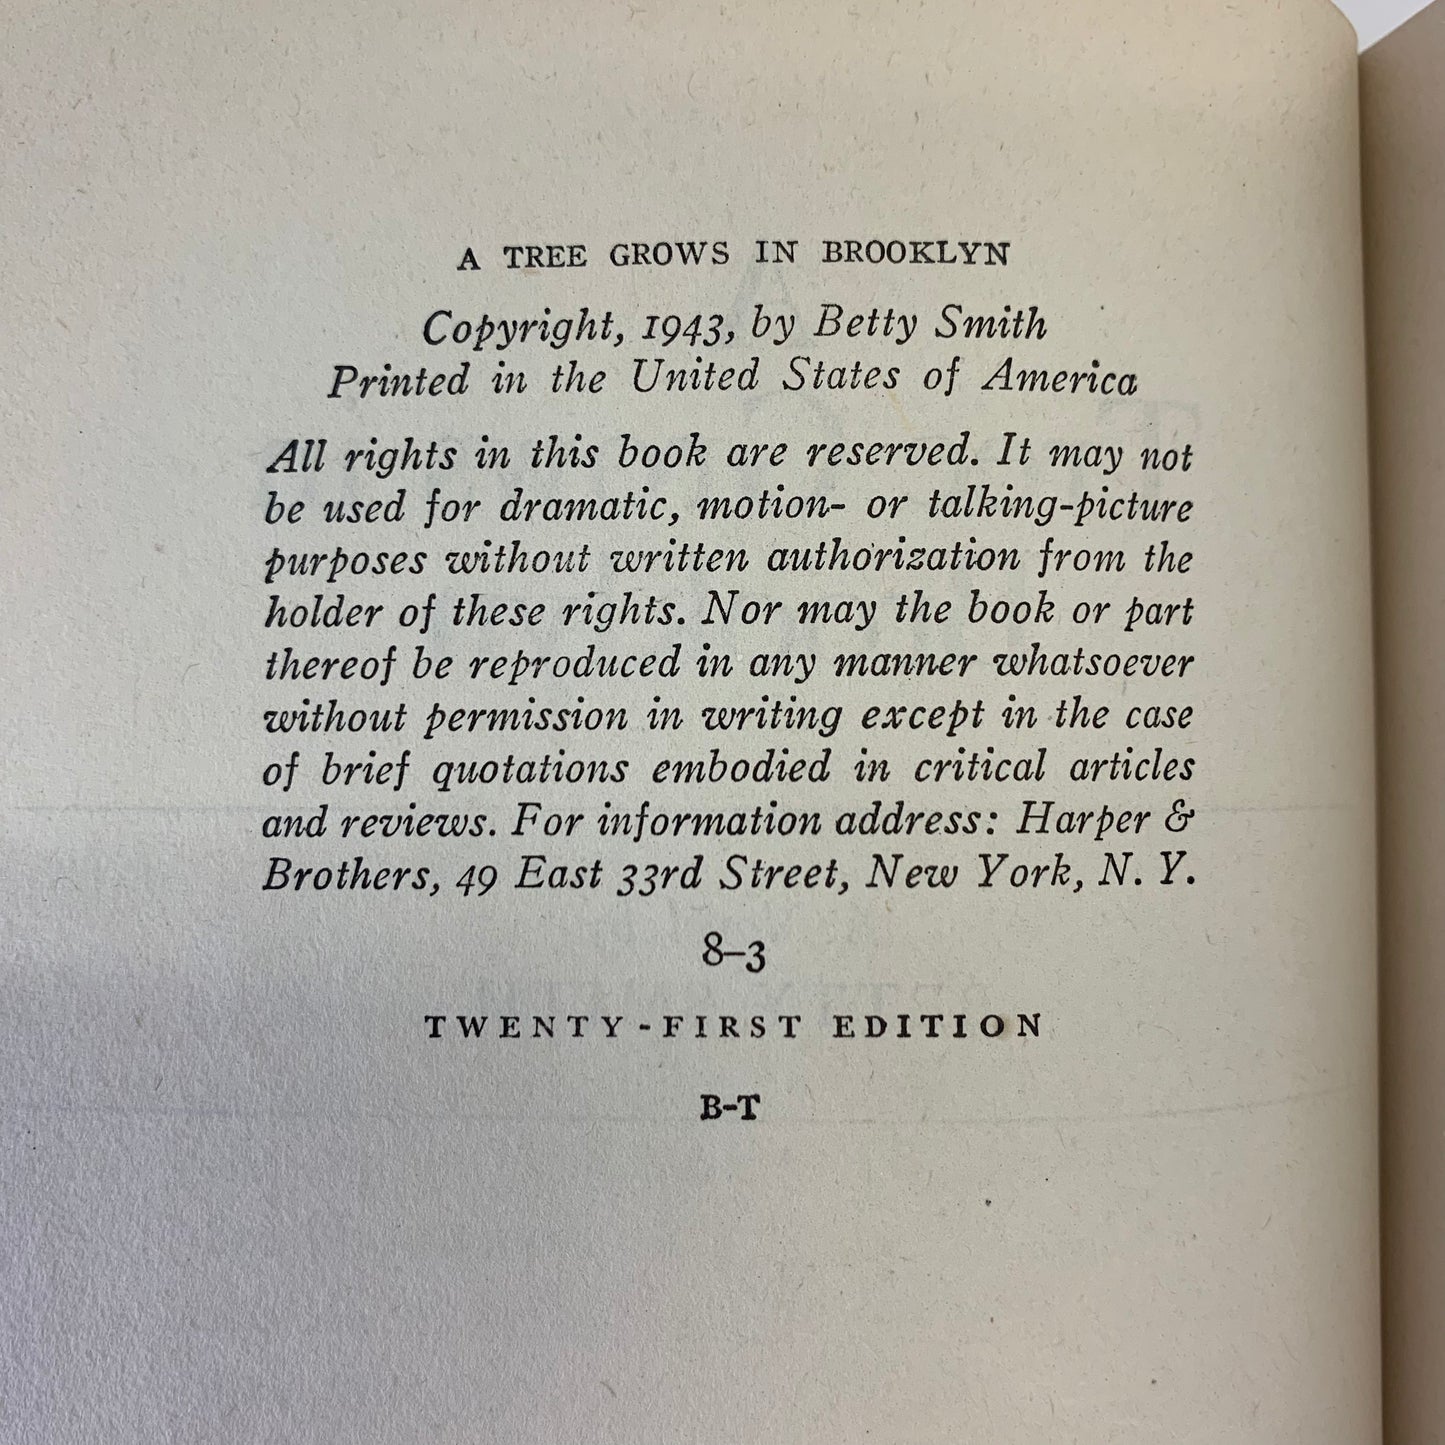 A TREE GROWS IN BROOKLYN
Copyright, 1943, by Betty Smith
Printed in the United States of America
All rights in this book are reserved. It may not
be used for dramatic, motion- or talking-picture
purposes without written authorization from the
holder of these rights. Nor may the book or part
thereof be reproduced in any manner whatsoever
without permission in writing except in the case
of brief quotations embodied in critical articles
and reviews. For information address: Harper &
Brothers, 49 East 33rd Street, New York, N. Y.
8–3
TWENTY-FIRST EDITION
B-T